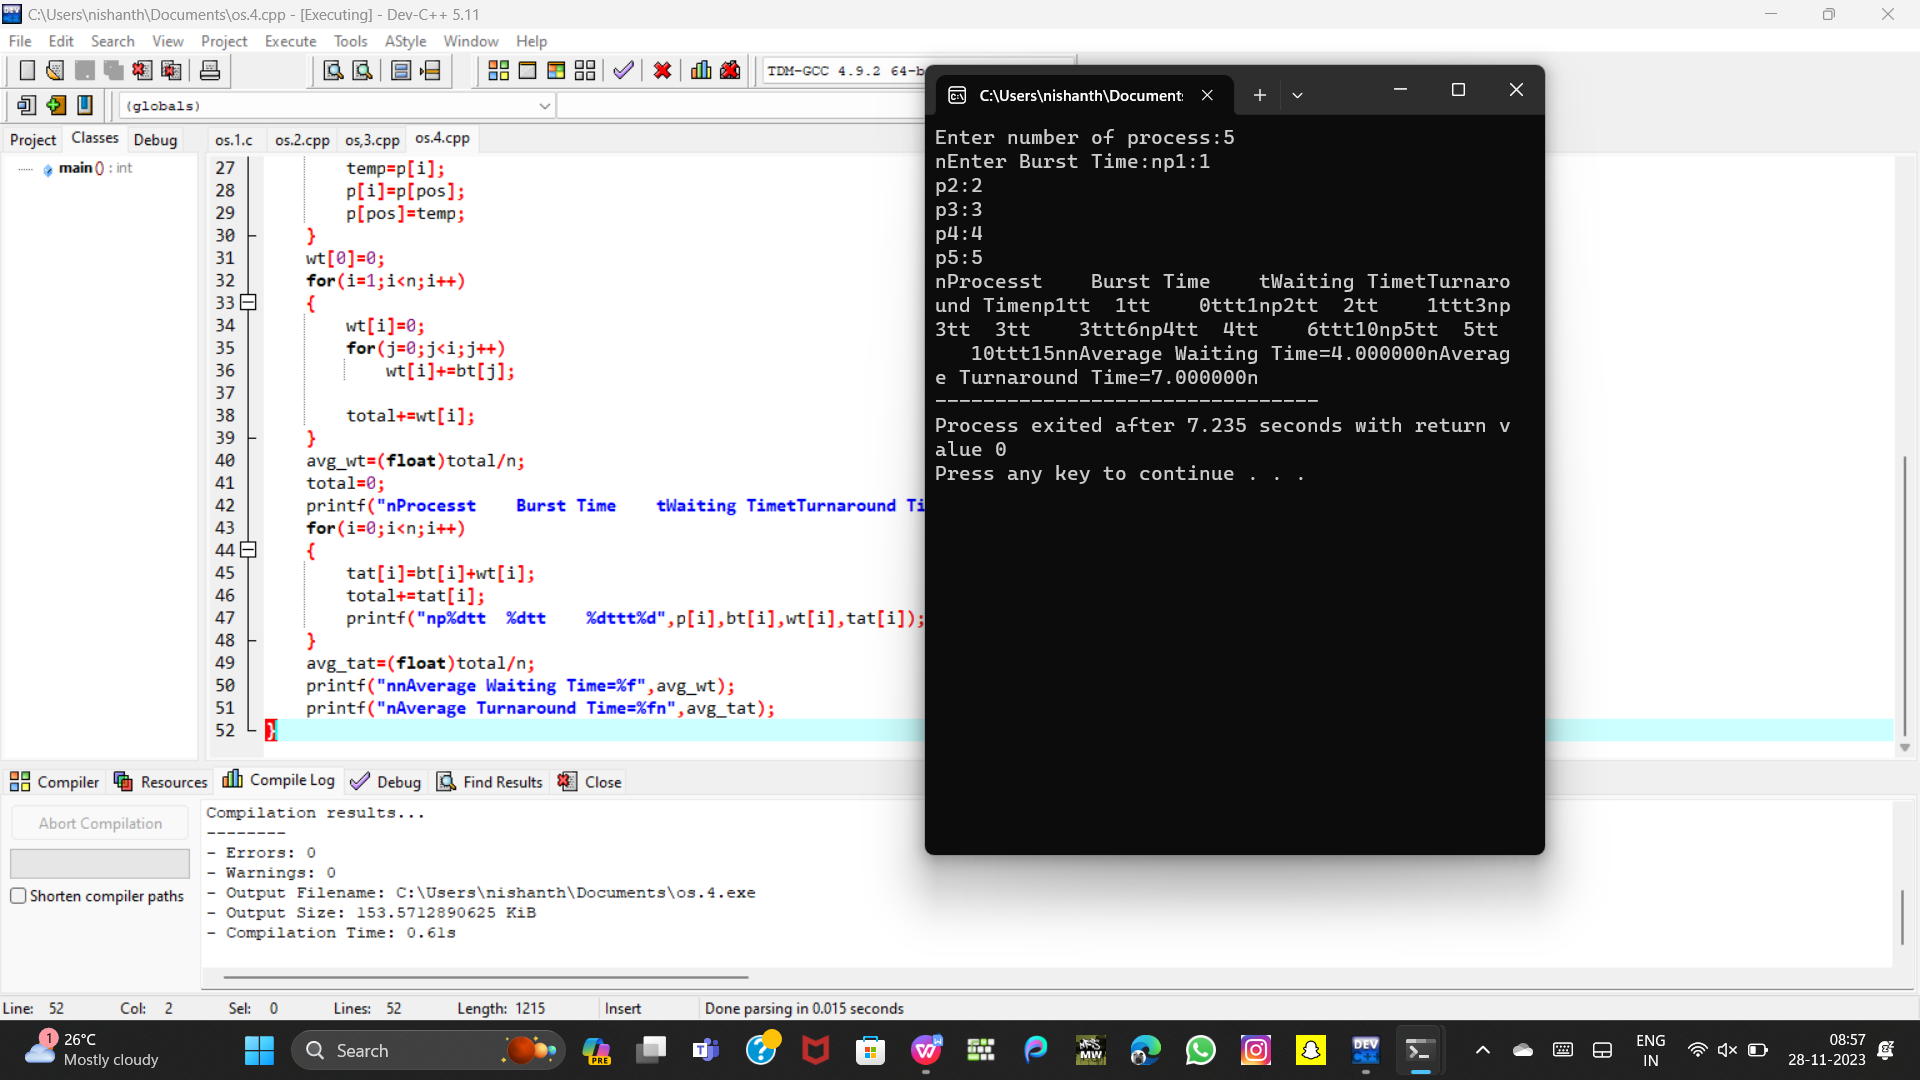 C:\Users\nishanth\Documents\os.4.cpp - [Executing] - Dev-C++ 5.11
File Edit Search View Project Execute Tools AStyle Window Help
TDM-GCC 4.9.2 64-b
(globals)
Project Classes Debug
os.1.c os.2.cpp os,3.cpp os.4.cpp
main() : int
27 temp=p[i];
28 p[i]=p[pos];
29 p[pos]=temp;
30 }
31 wt[0]=0;
32 for(i=1;i<n;i++)
33 {
34 wt[i]=0;
35 for(j=0;j<i;j++)
36 wt[i]+=bt[j];
37
38 total+=wt[i];
39 }
40 avg_wt=(float)total/n;
41 total=0;
42 printf("nProcesst    Burst Time    tWaiting TimetTurnaround Ti
43 for(i=0;i<n;i++)
44 {
45 tat[i]=bt[i]+wt[i];
46 total+=tat[i];
47 printf("np%dtt  %dtt    %dttt%d",p[i],bt[i],wt[i],tat[i]);
48 }
49 avg_tat=(float)total/n;
50 printf("nnAverage Waiting Time=%f",avg_wt);
51 printf("nAverage Turnaround Time=%fn",avg_tat);
52 }
C:\Users\nishanth\Document:
Enter number of process:5
nEnter Burst Time:np1:1
p2:2
p3:3
p4:4
p5:5
nProcesst    Burst Time    tWaiting TimetTurnaro
und Timenp1tt  1tt    0ttt1np2tt  2tt    1ttt3np
3tt  3tt    3ttt6np4tt  4tt    6ttt10np5tt  5tt
   10ttt15nnAverage Waiting Time=4.000000nAverag
e Turnaround Time=7.000000n
--------------------------------
Process exited after 7.235 seconds with return v
alue 0
Press any key to continue . . .
Compiler Resources Compile Log Debug Find Results Close
Abort Compilation
Shorten compiler paths
Compilation results...
--------
- Errors: 0
- Warnings: 0
- Output Filename: C:\Users\nishanth\Documents\os.4.exe
- Output Size: 153.5712890625 KiB
- Compilation Time: 0.61s
Line: 52 Col: 2 Sel: 0 Lines: 52 Length: 1215 Insert Done parsing in 0.015 seconds
1
26°C
Mostly cloudy
Search
PRE
MW
DEV
ENG
IN
08:57
28-11-2023